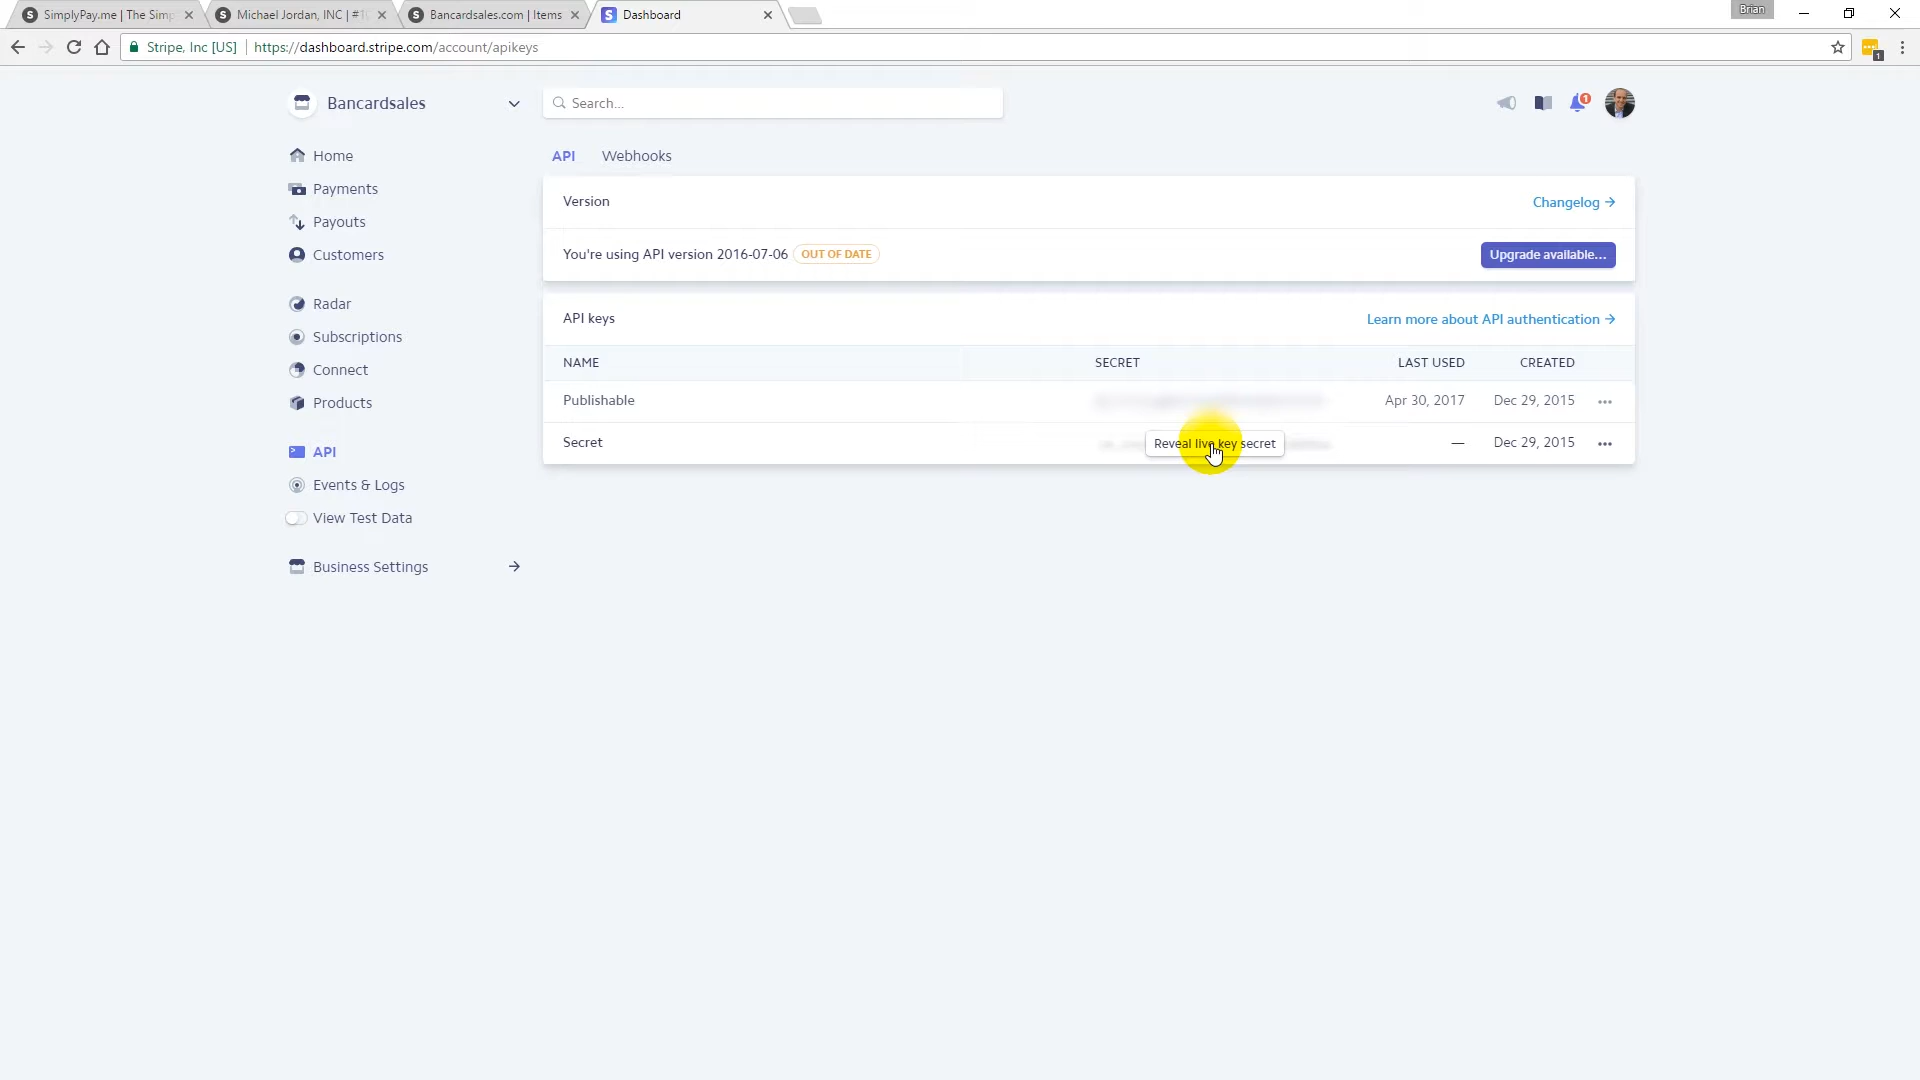 SimplyPay.me | The Simp
Michael Jordan, INC | #1
Bancardsales.com | Items
Dashboard
Brian
Stripe, Inc [US]
https://dashboard.stripe.com/account/apikeys
1
Bancardsales
Search...
1
Home
Payments
Payouts
Customers
Radar
Subscriptions
Connect
Products
API
Events & Logs
View Test Data
Business Settings
API Webhooks
Version
Changelog
You're using API version 2016-07-06 OUT OF DATE
Upgrade available...
API keys
Learn more about API authentication
NAME SECRET LAST USED CREATED
Publishable Apr 30, 2017 Dec 29, 2015
Secret Reveal live key secret — Dec 29, 2015